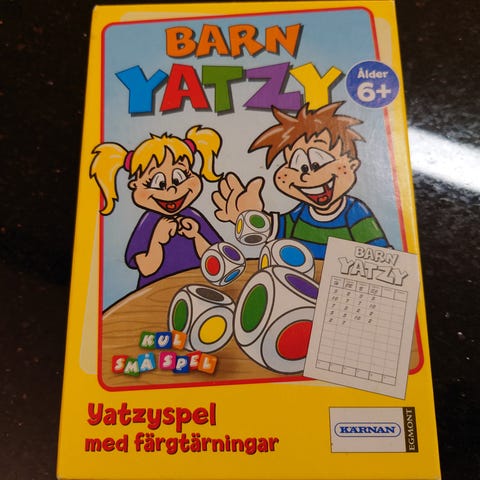 BARN
YATZY
Ålder
6+
BARN
YATZY
KUL
SMÅ SPEL
Yatzyspel
med färgtärningar
KÄRNAN
EGMONT